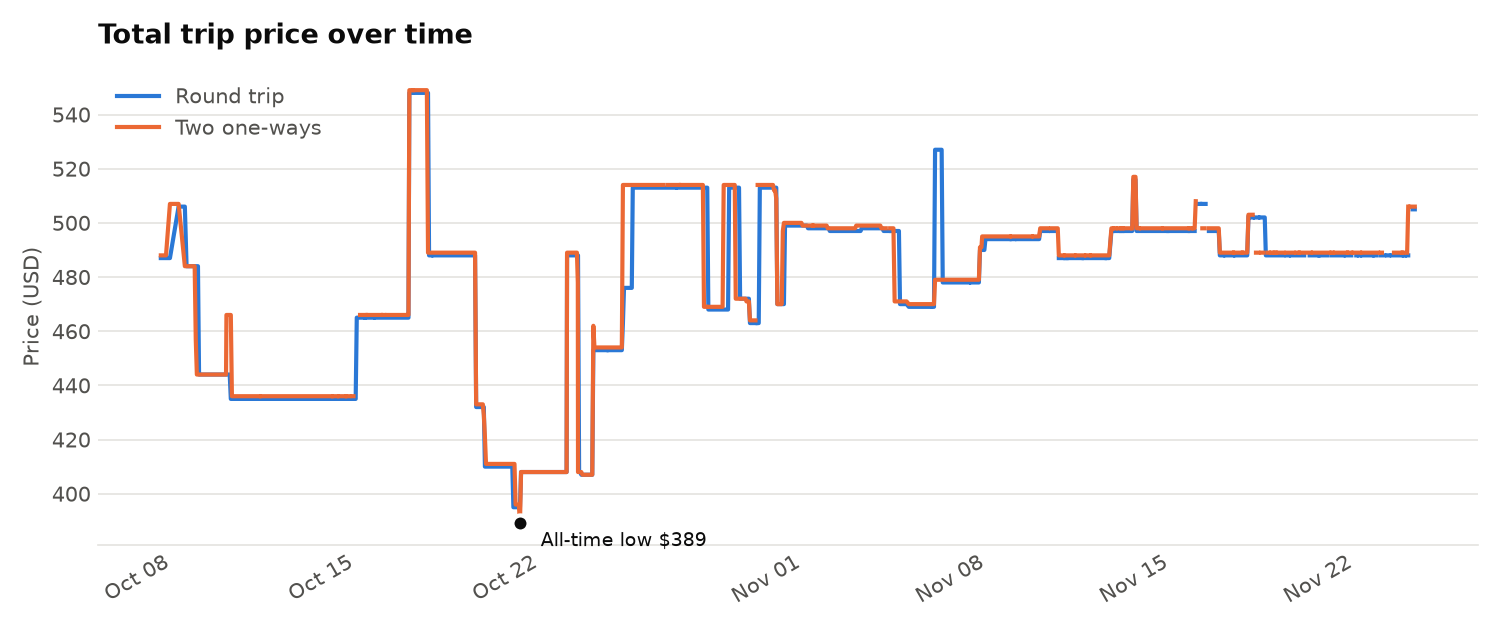 Total trip price over time
Round trip
Two one-ways
Price (USD)
540
520
500
480
460
440
420
400
All-time low $389
Oct 08
Oct 15
Oct 22
Nov 01
Nov 08
Nov 15
Nov 22